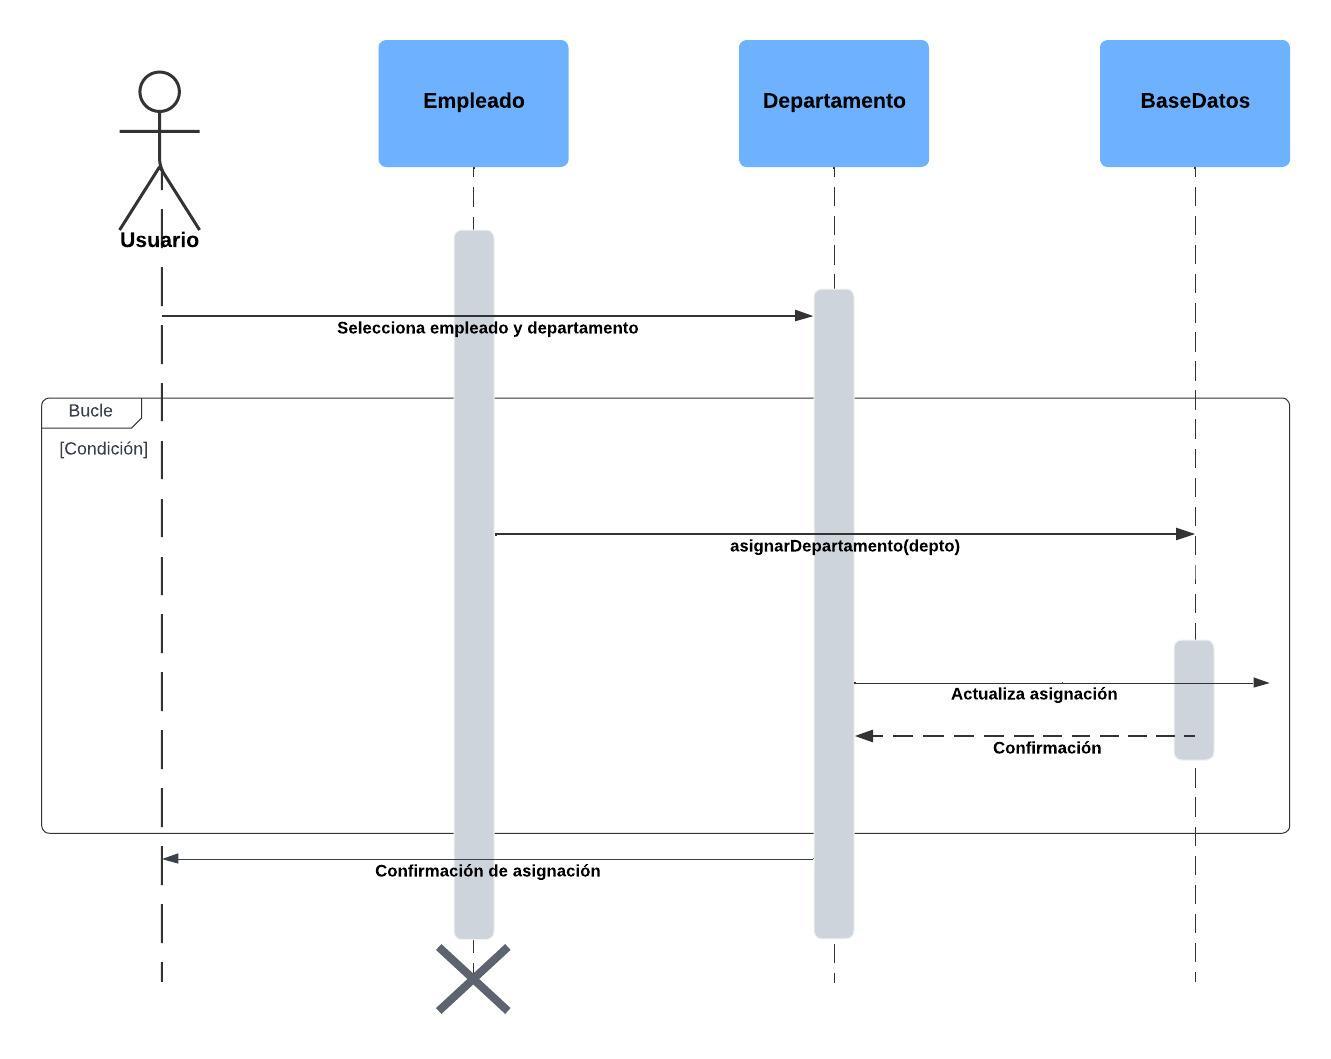 Empleado
Departamento
BaseDatos
Usuario
Selecciona empleado y departamento
Bucle
[Condición]
asignarDepartamento(depto)
Actualiza asignación
Confirmación
Confirmación de asignación